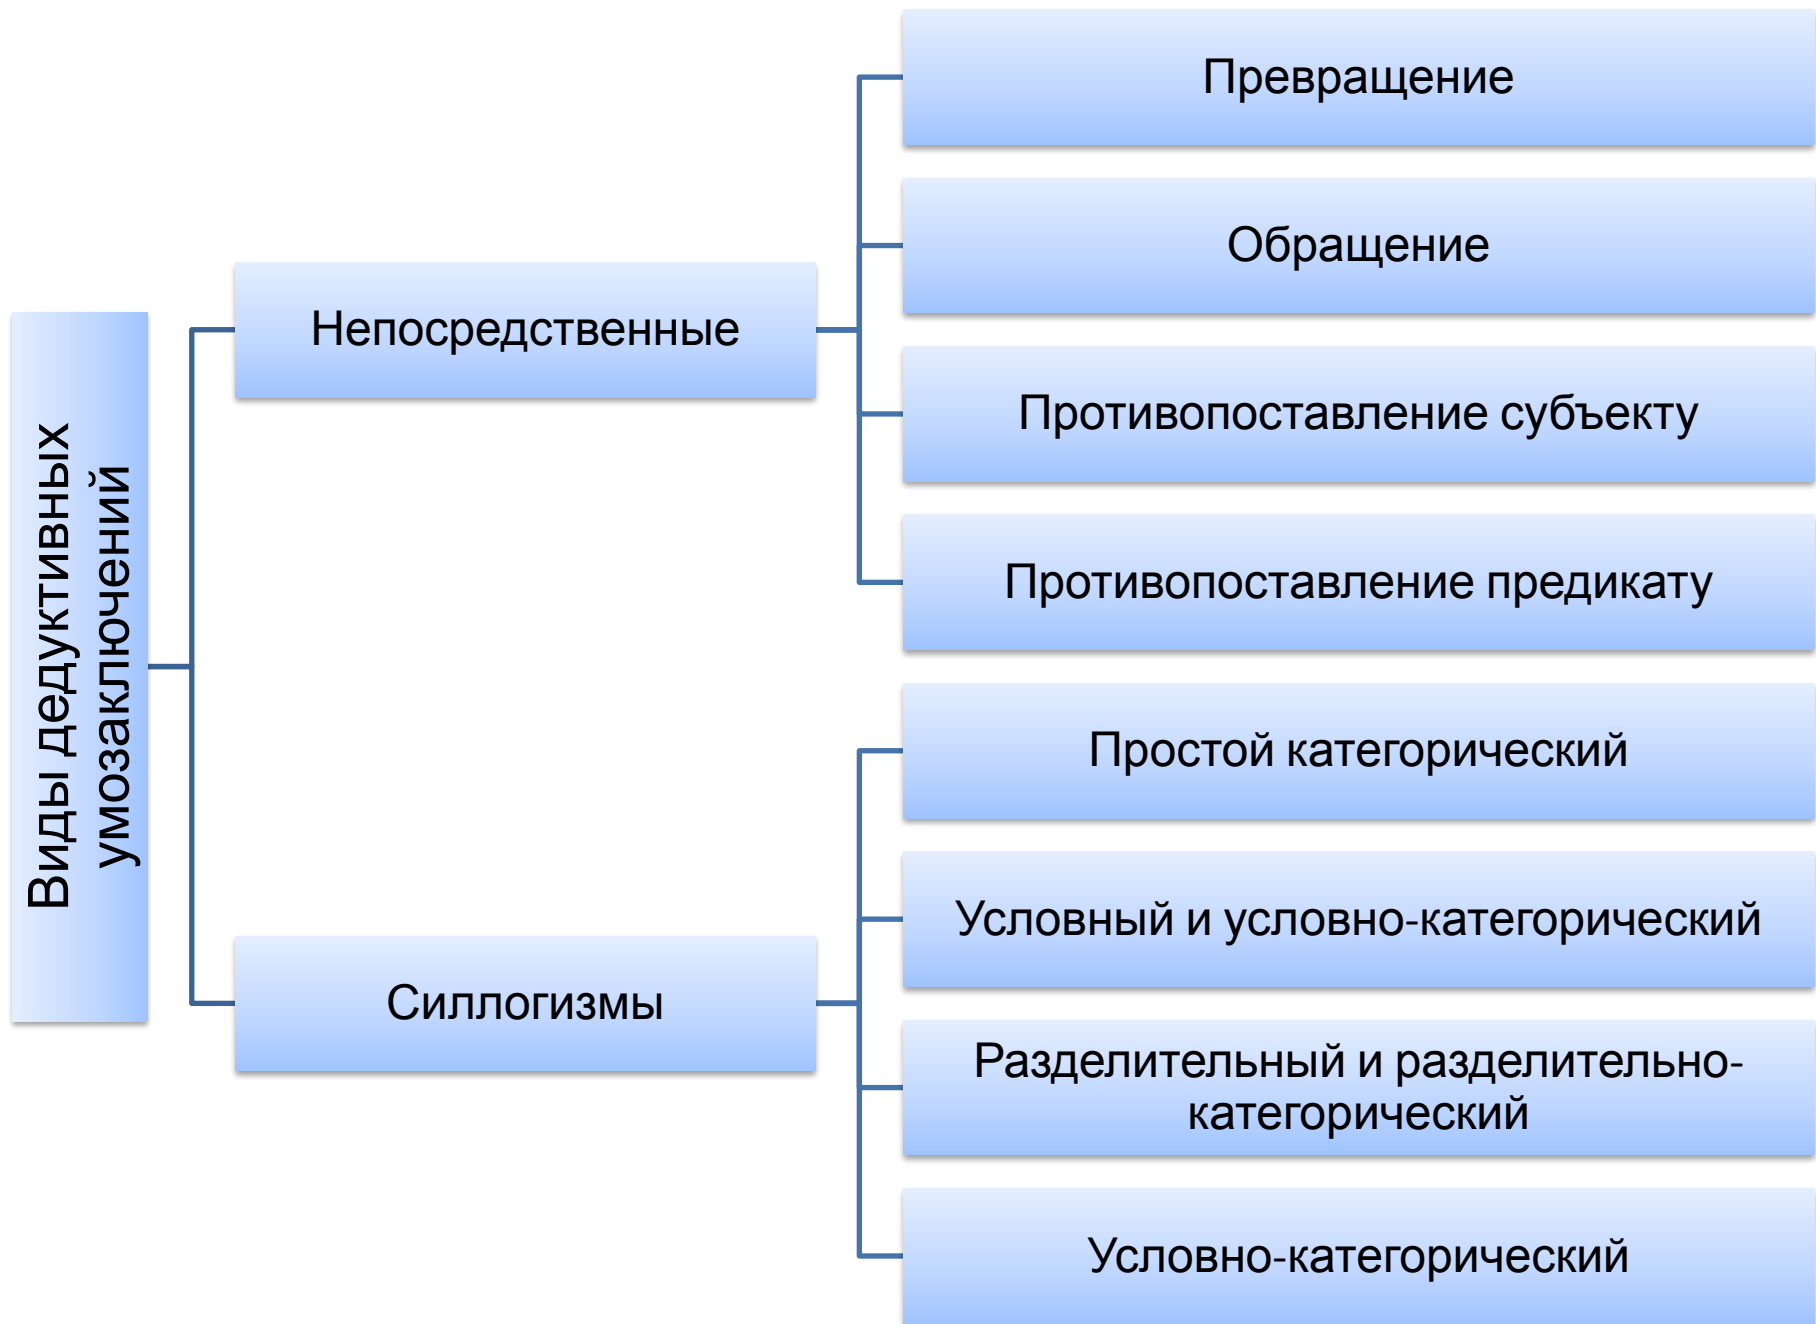 Виды дедуктивных
умозаключений
Непосредственные
Превращение
Обращение
Противопоставление субъекту
Противопоставление предикату
Силлогизмы
Простой категорический
Условный и условно-категорический
Разделительный и разделительно-
категорический
Условно-категорический